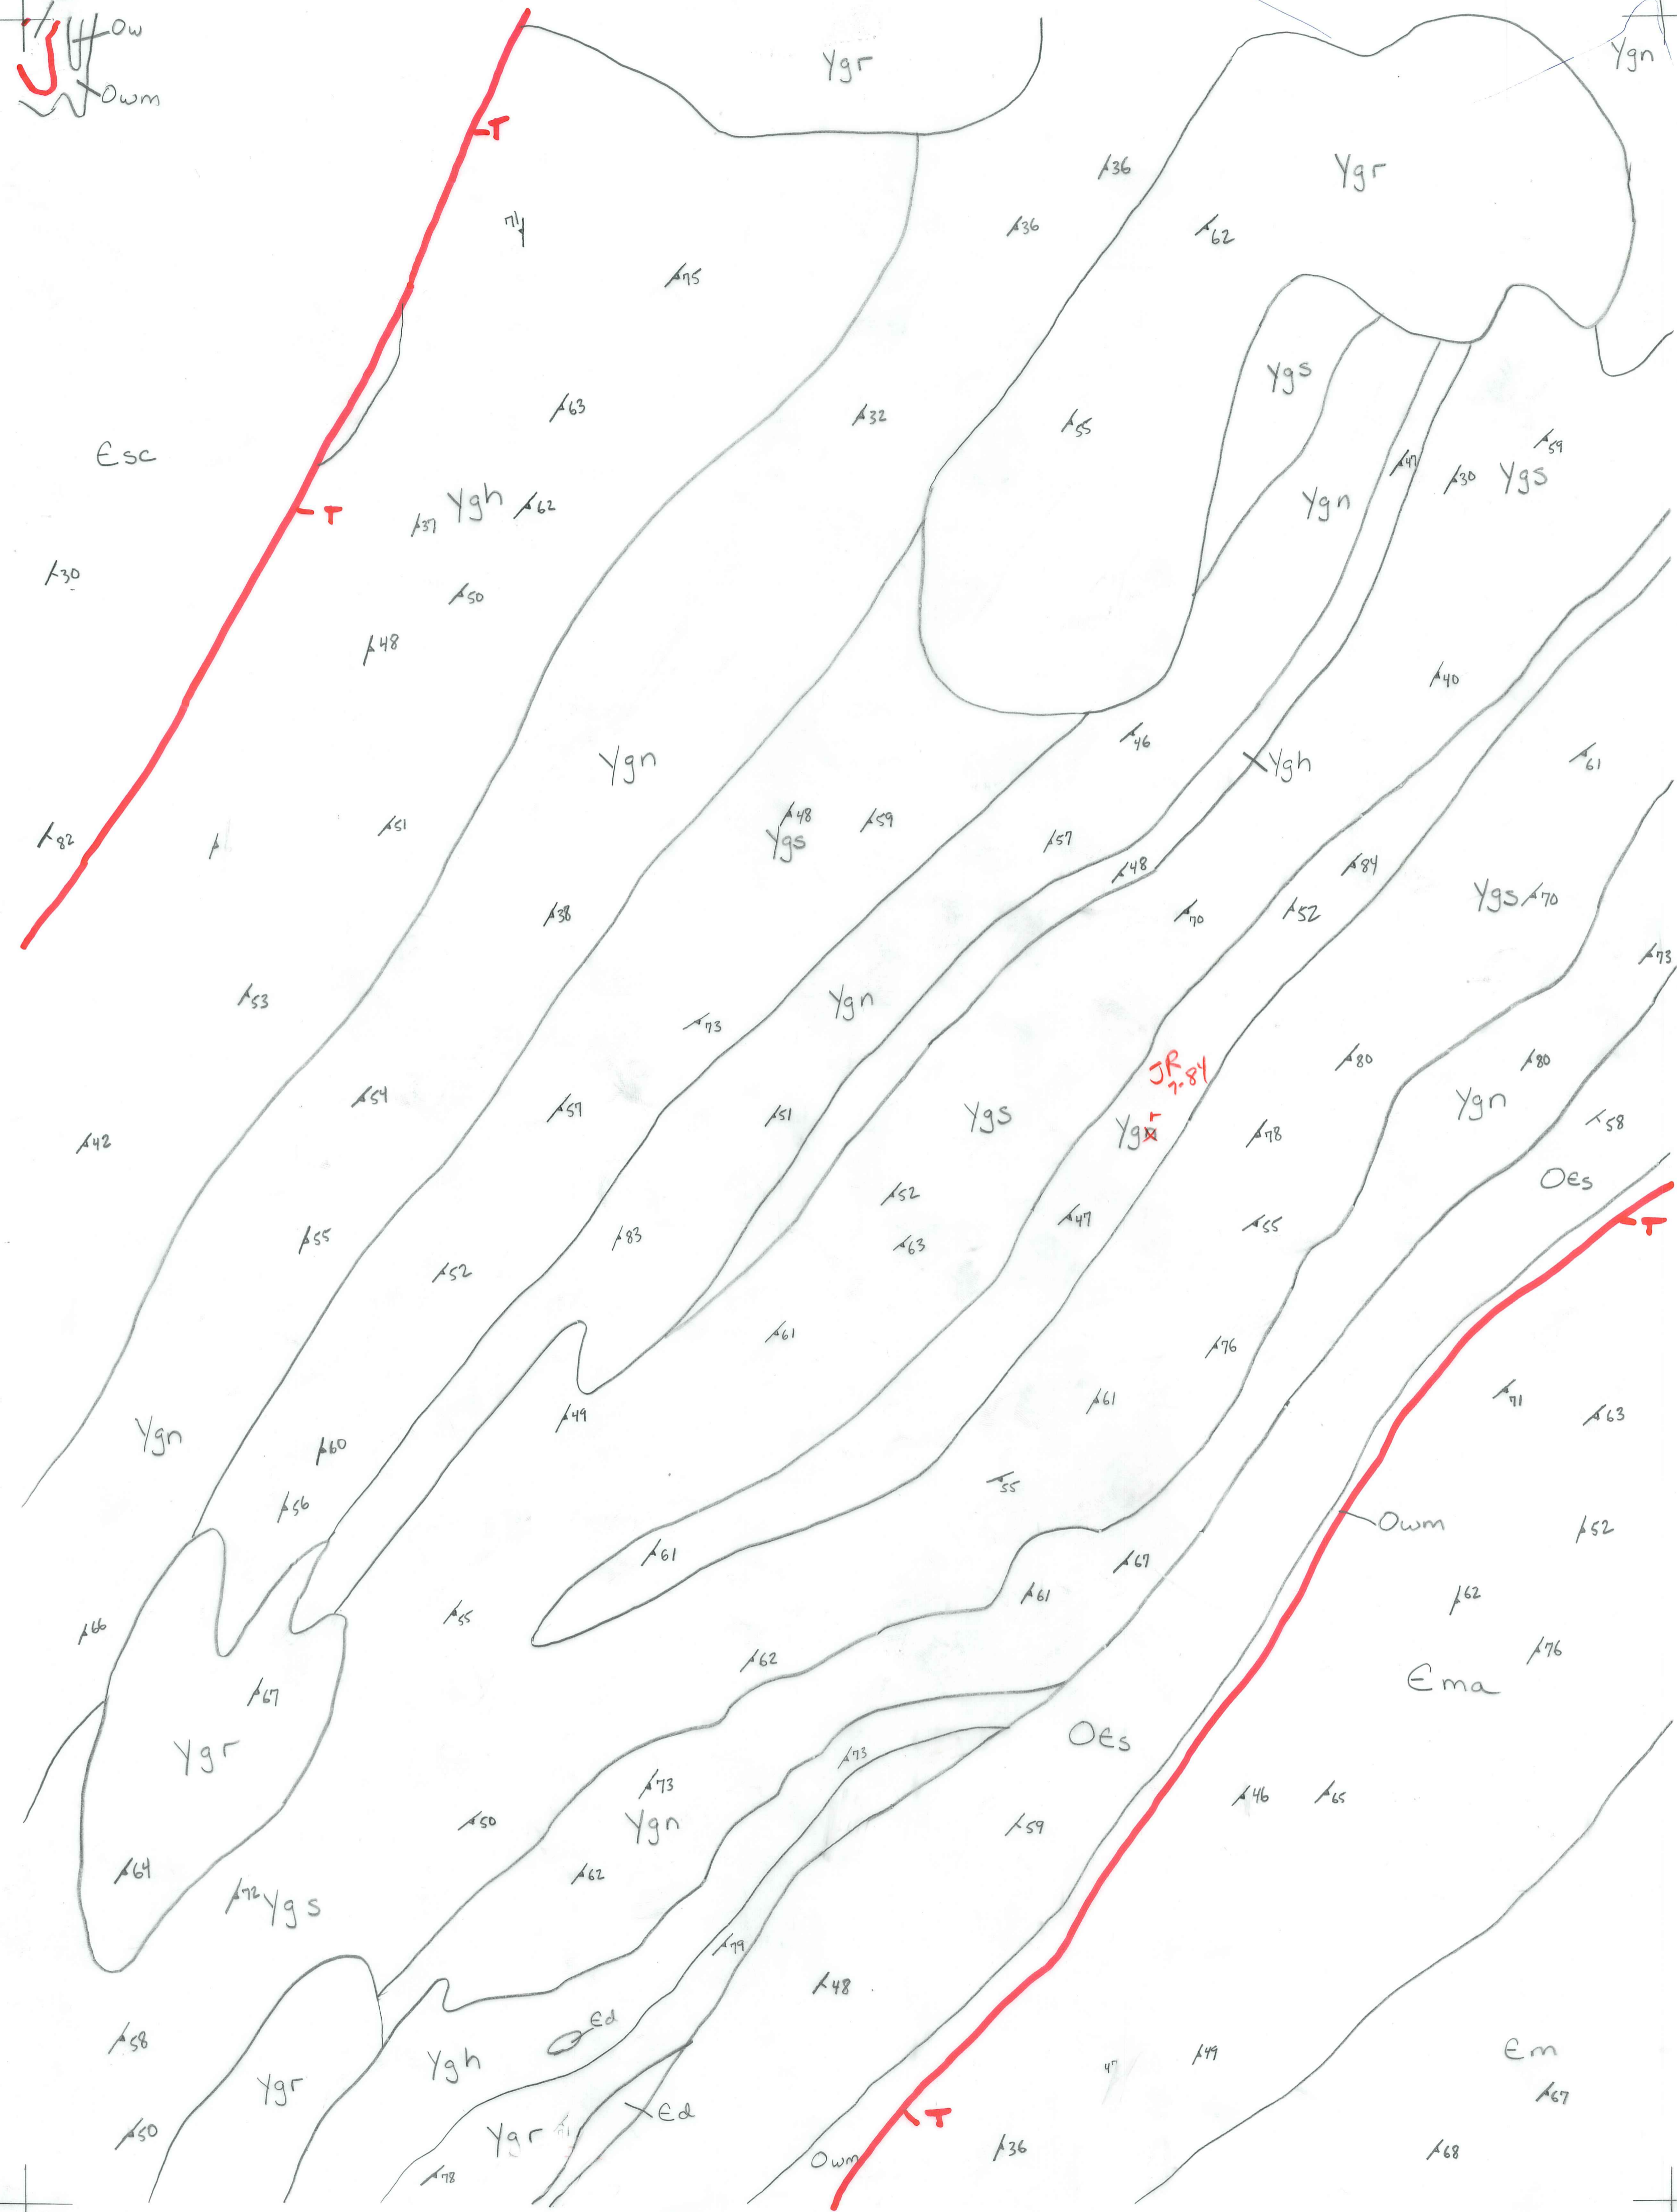 Ow
Owm
Ygr
Ygn
T
36
Ygr
71
36
62
75
Ygs
63
32
55
47
59
30
Ygs
Єsc
Ygh
62
37
Ygn
T
30
50
48
40
46
61
Ygn
Ygh
48
59
51
57
82
Ygs
48
84
Ygs
70
38
70
52
73
53
73
Ygn
JR
7-84
80
80
54
57
51
Ygs
r
Ygn
78
Ygn
58
42
52
OЄs
55
83
47
55
T
52
63
61
76
61
71
63
Ygn
49
60
56
55
Owm
52
61
67
61
62
66
55
62
76
67
Єma
Ygr
OЄs
73
73
46
65
50
Ygn
59
64
62
72
Ygs
79
48
Єd
58
Ygh
47
49
Єm
Ygr
67
Єd
T
50
Ygr
Owm
36
68
78